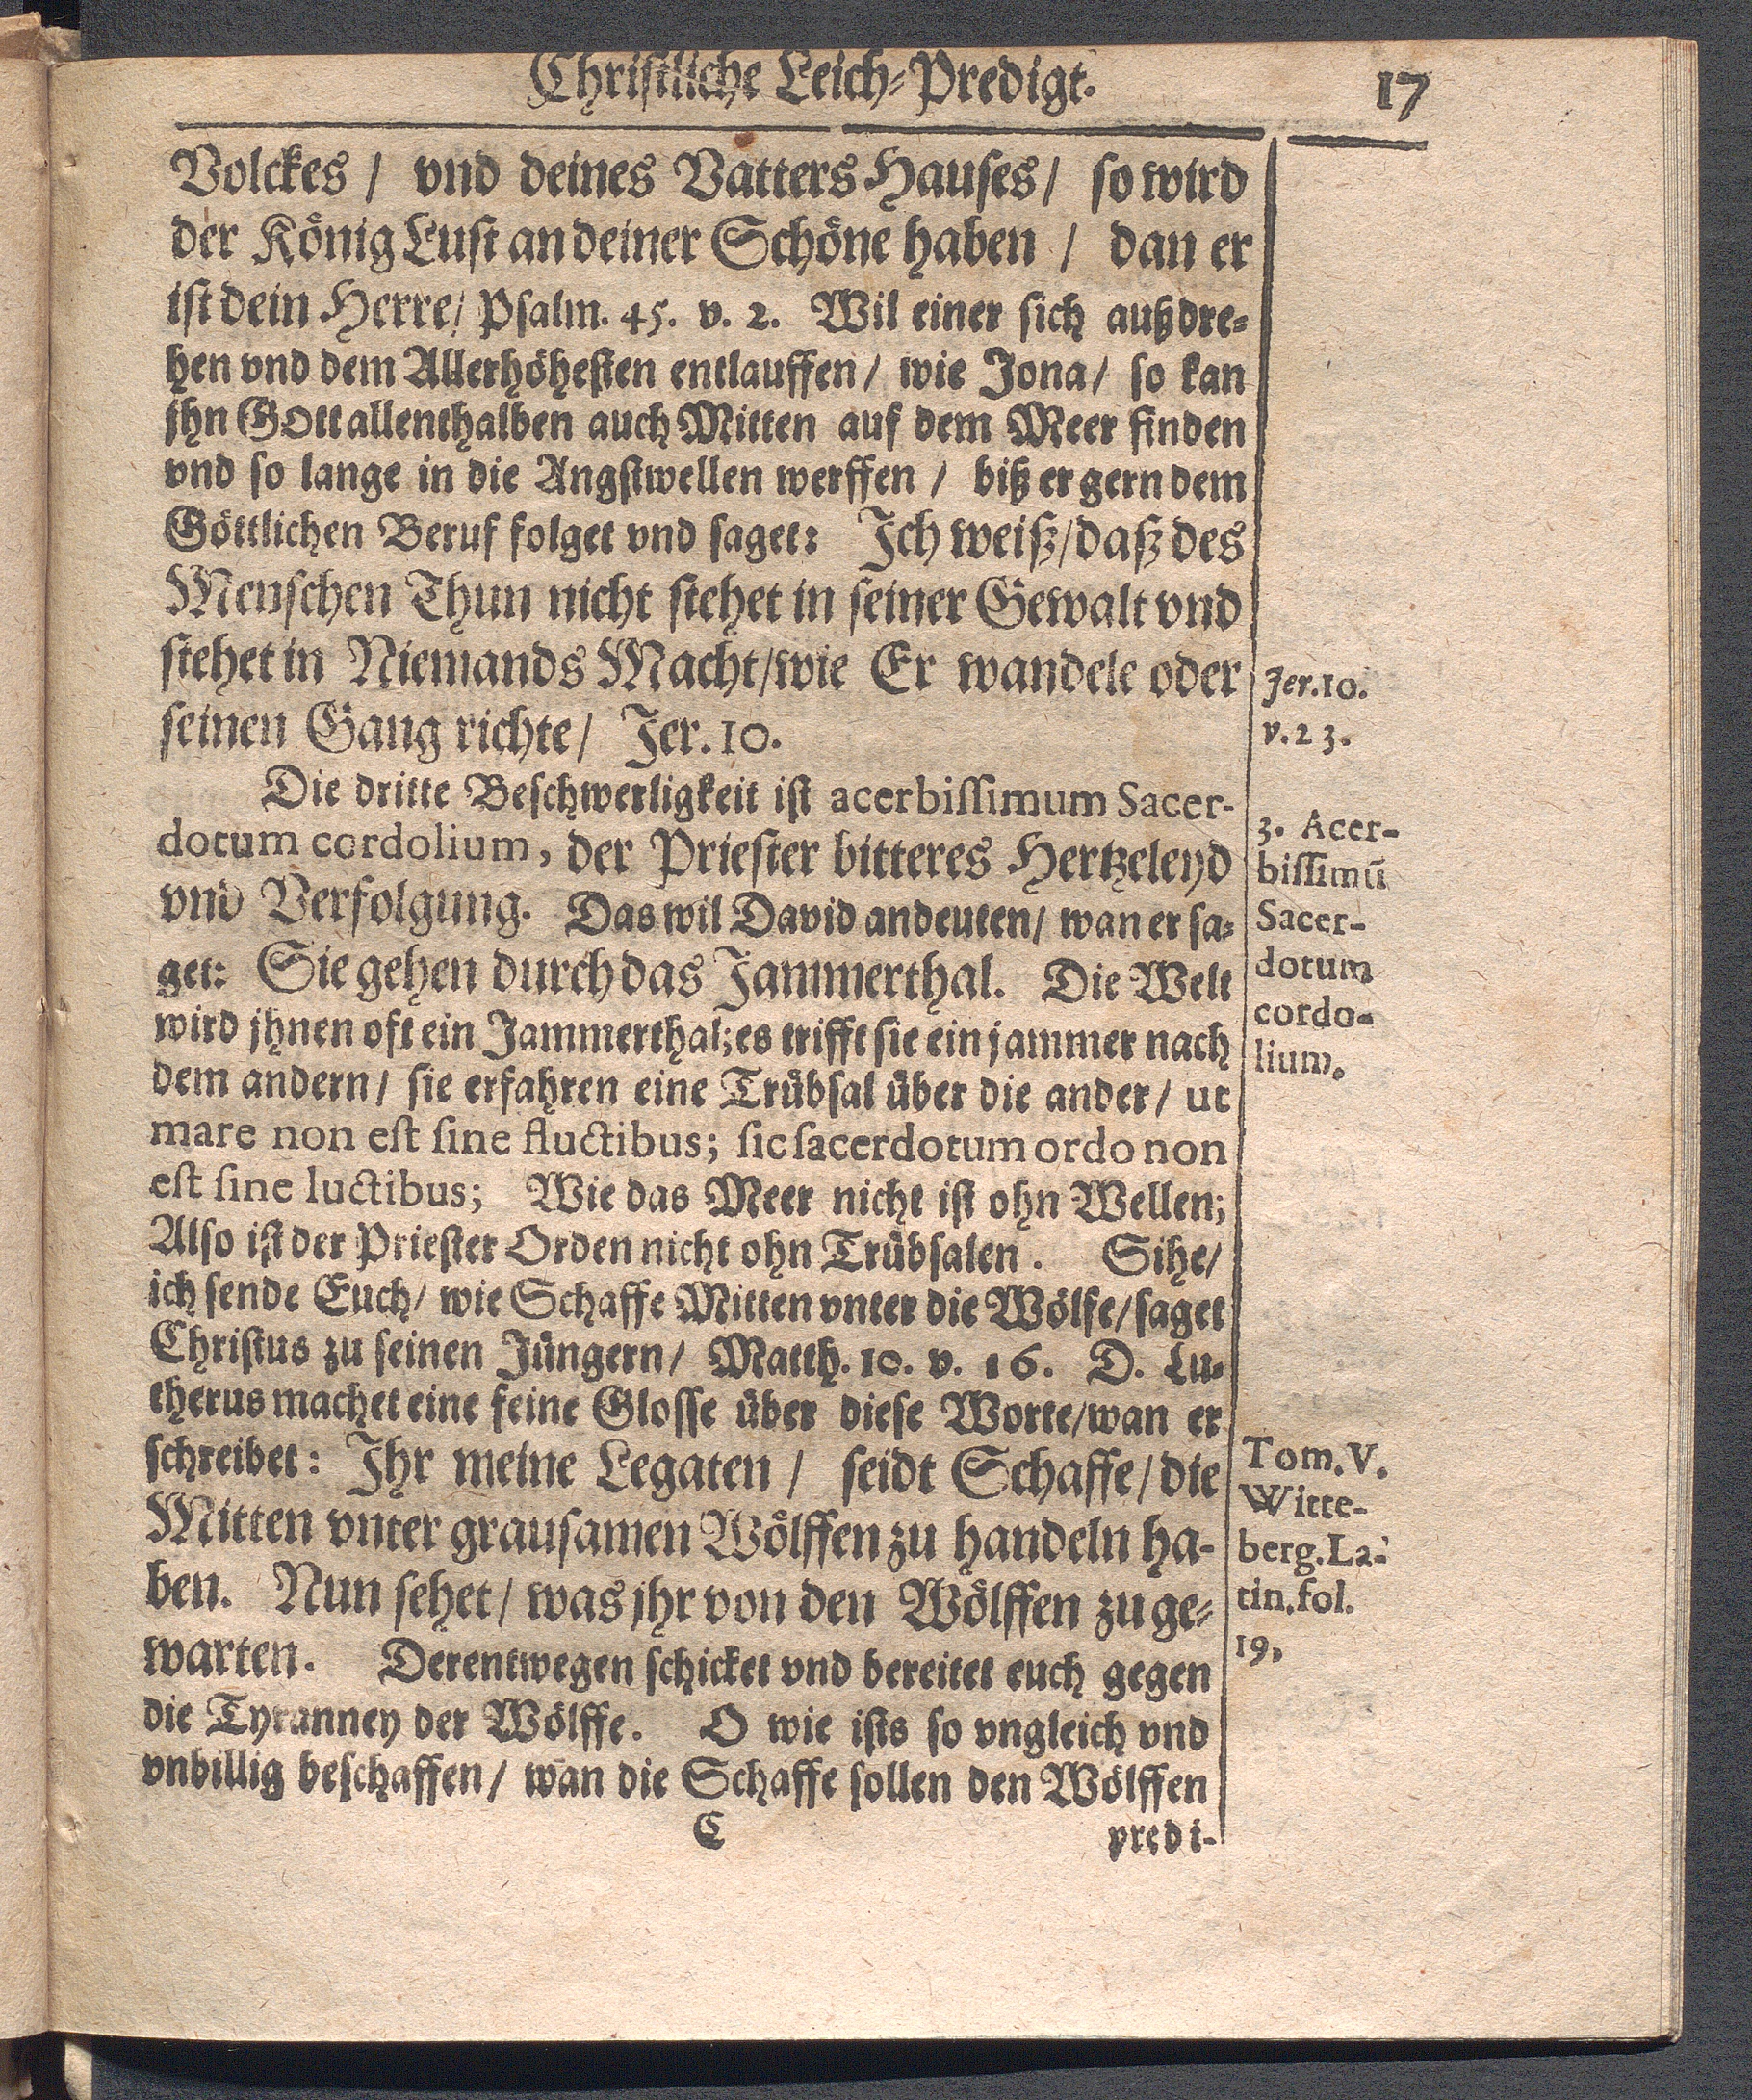 Christliche Leich-Predigt. 17
Volckes / vnd deines Vatters Hauses / so wird
der König Lust an deiner Schöne haben / dan er
ist dein Herre / Psalm. 45. v. 2. Wil einer sich außdre-
hen vnd dem Allerhöhesten entlauffen / wie Jona / so kan
jhn GOtt allenthalben auch Mitten auf dem Meer finden
vnd so lange in die Angstwellen werffen / biß er gern dem
Göttlichen Beruf folget vnd saget: Ich weiß / daß des
Menschen Thun nicht stehet in seiner Gewalt vnd
stehet in Niemands Macht / wie Er wandele oder
seinen Gang richte / Jer. 10.
Jer. 10.
v. 23.
Die dritte Beschwerligkeit ist acerbissimum Sacer-
dotum cordolium, der Priester bitteres Hertzeleyd
vnd Verfolgung. Das wil David andeuten / wan er sa-
get: Sie gehen durch das Jammerthal. Die Welt
wird jhnen oft ein Jammerthal; es trifft sie ein jammer nach
dem andern / sie erfahren eine Trübsal über die ander / ut
mare non est sine fluctibus; sic sacerdotum ordo non
est sine luctibus; Wie das Meer nicht ist ohn Wellen;
Also ist der Priester Orden nicht ohn Trübsalen. Sihe /
ich sende Euch / wie Schaffe Mitten vnter die Wölfe / saget
Christus zu seinen Jüngern / Matth. 10. v. 16. D. Lu-
therus machet eine feine Glosse über diese Worte / wan er
schreibet: Ihr meine Legaten / seidt Schaffe / die
Mitten vnter grausamen Wölffen zu handeln ha-
ben. Nun sehet / was jhr von den Wölffen zu ge-
warten. Derentwegen schicket vnd bereitet euch gegen
die Tyranney der Wölffe. O wie ists so vngleich vnd
vnbillig beschaffen / wan die Schaffe sollen den Wölffen
3. Acer-
bissimũ
Sacer-
dotum
cordo-
lium.
Tom. V.
Witte-
berg. La-
tin. fol.
19.
C predi-